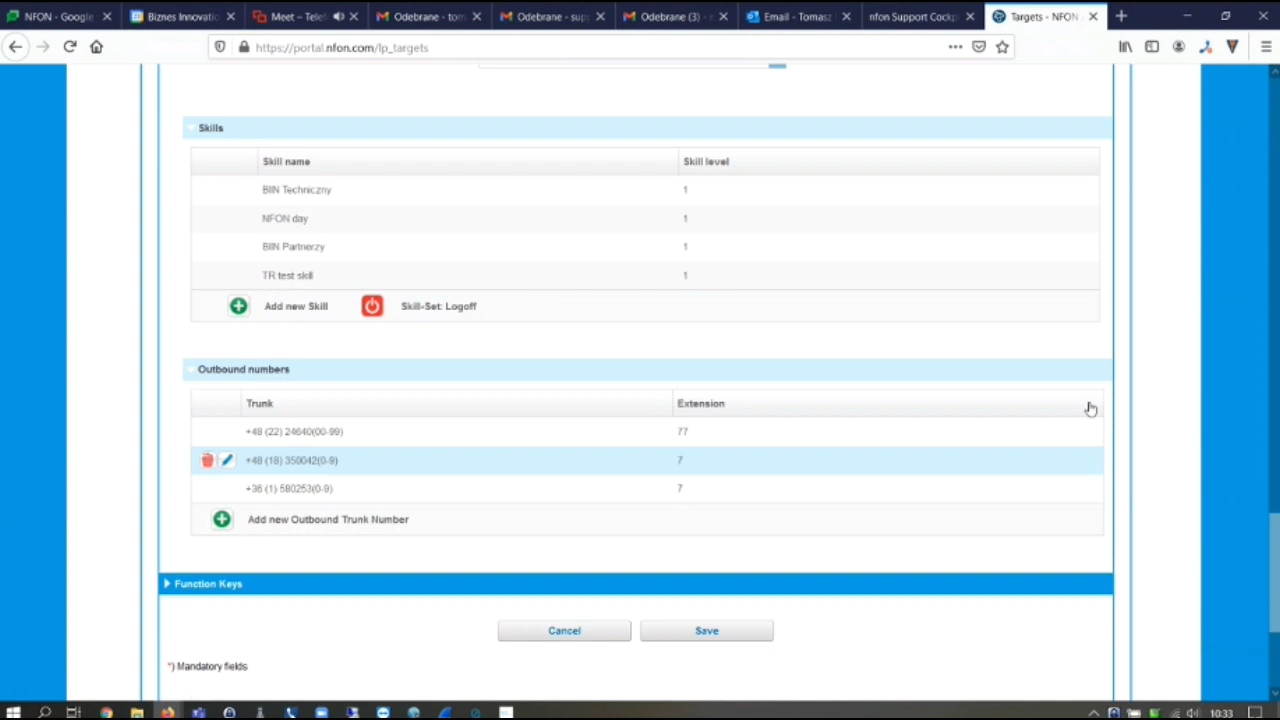 NFON - Google
Biznes Innovati
Meet – Telef
Odebrane - tom
Odebrane - supp
Odebrane (3) - n
Email – Tomasz
nfon Support Cockp
Targets - NFON
https://portal.nfon.com/lp_targets
Skills
Skill name Skill level
BIIN Techniczny 1
NFON day 1
BIIN Partnerzy 1
TR test skill 1
Add new Skill Skill-Set: Logoff
Outbound numbers
Trunk Extension
+48 (22) 24640(00-99) 77
+48 (18) 350042(0-9) 7
+36 (1) 580253(0-9) 7
Add new Outbound Trunk Number
Function Keys
Cancel Save
*) Mandatory fields
10:33